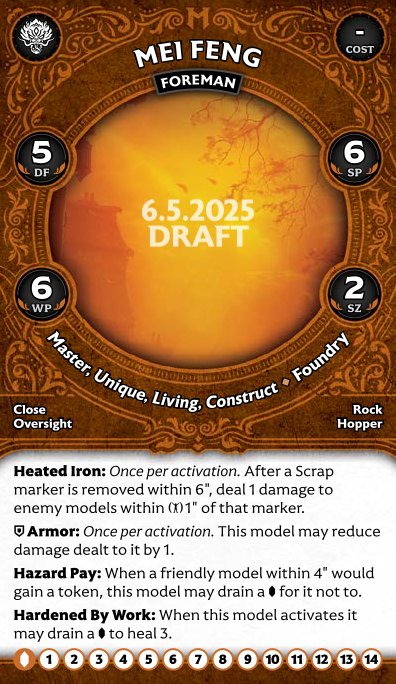 -
COST
MEI FENG
FOREMAN
5
DF
6
SP
6.5.2025
DRAFT
6
WP
2
SZ
Master, Unique, Living, Construct ♦ Foundry
Close
Oversight
Rock
Hopper
Heated Iron: Once per activation. After a Scrap
marker is removed within 6", deal 1 damage to
enemy models within 1" of that marker.
Armor: Once per activation. This model may reduce
damage dealt to it by 1.
Hazard Pay: When a friendly model within 4" would
gain a token, this model may drain a for it not to.
Hardened By Work: When this model activates it
may drain a to heal 3.
1 2 3 4 5 6 7 8 9 10 11 12 13 14